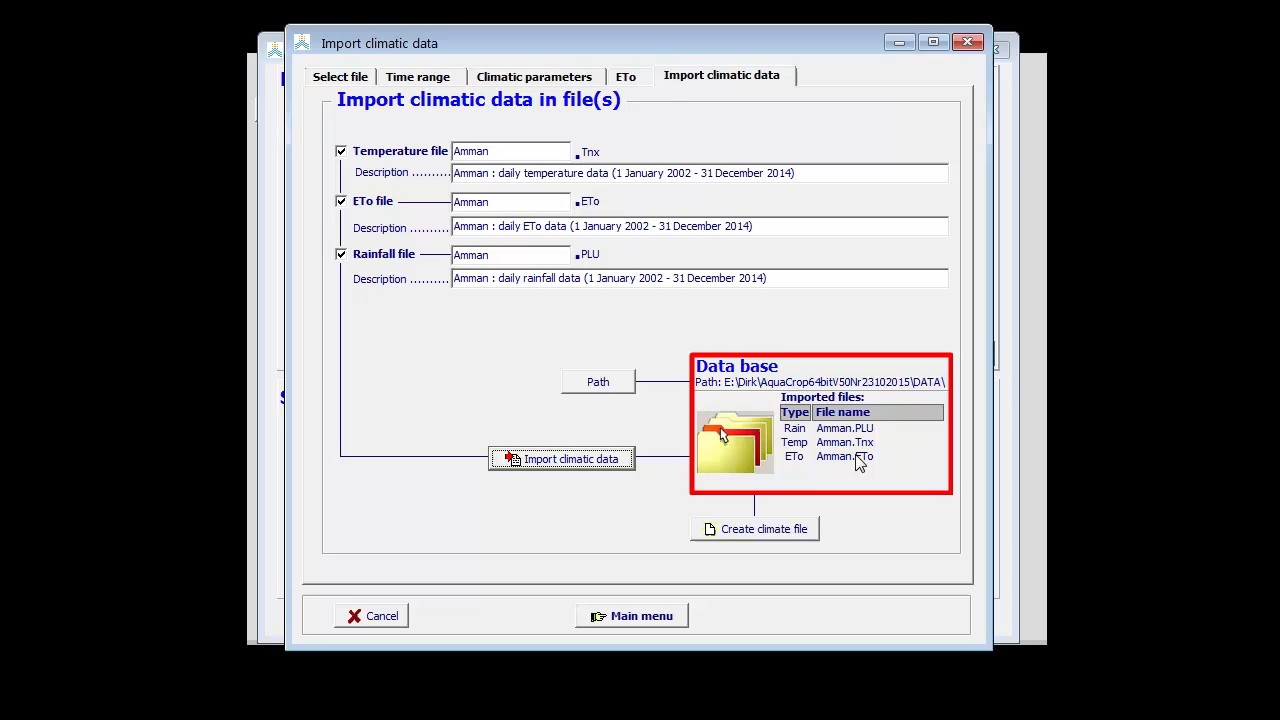 Import climatic data
Select file
Time range
Climatic parameters
ETo
Import climatic data
Import climatic data in file(s)
Temperature file Amman .Tnx
Description .......... Amman : daily temperature data (1 January 2002 - 31 December 2014)
ETo file Amman .ETo
Description .......... Amman : daily ETo data (1 January 2002 - 31 December 2014)
Rainfall file Amman .PLU
Description .......... Amman : daily rainfall data (1 January 2002 - 31 December 2014)
Data base
Path
Path: E:\Dirk\AquaCrop64bitV50Nr23102015\DATA\
Imported files:
Type File name
Rain Amman.PLU
Temp Amman.Tnx
ETo Amman.ETo
Import climatic data
Create climate file
Cancel
Main menu